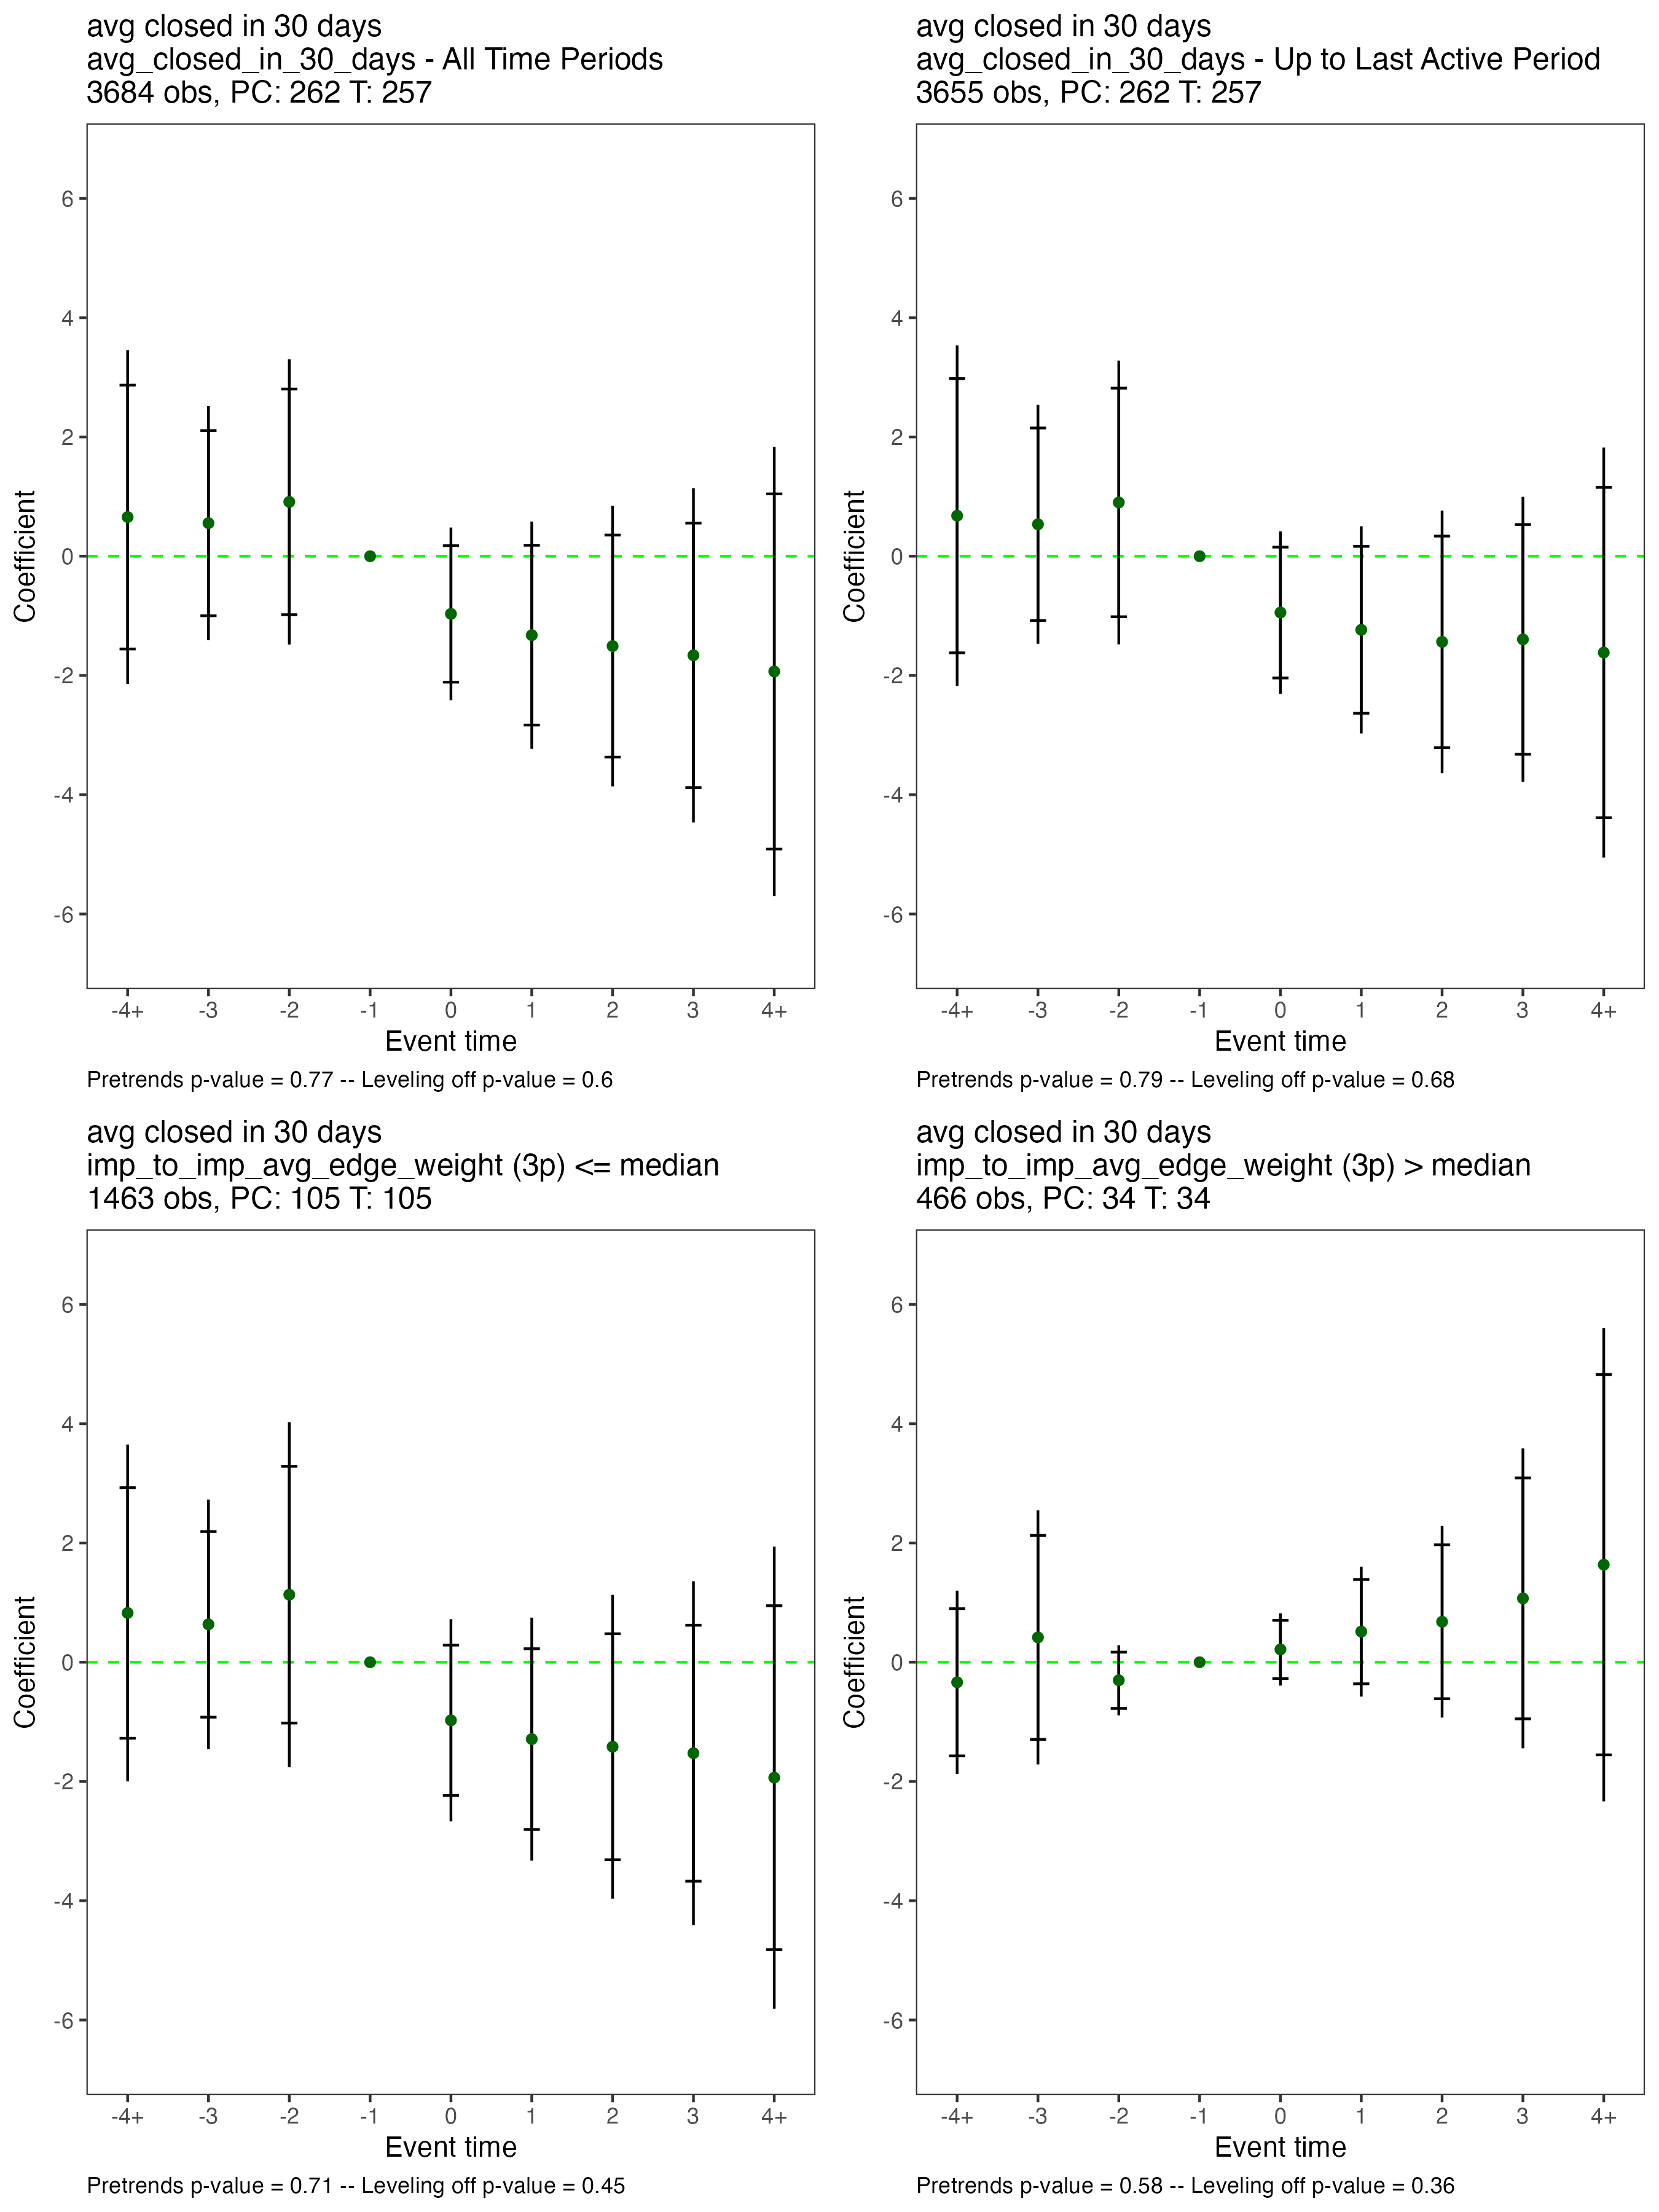 avg closed in 30 days
avg_closed_in_30_days - All Time Periods
3684 obs, PC: 262 T: 257
6
4
2
0
-2
-4
-6
Coefficient
-4+ -3 -2 -1 0 1 2 3 4+
Event time
Pretrends p-value = 0.77 -- Leveling off p-value = 0.6
avg closed in 30 days
avg_closed_in_30_days - Up to Last Active Period
3655 obs, PC: 262 T: 257
6
4
2
0
-2
-4
-6
Coefficient
-4+ -3 -2 -1 0 1 2 3 4+
Event time
Pretrends p-value = 0.79 -- Leveling off p-value = 0.68
avg closed in 30 days
imp_to_imp_avg_edge_weight (3p) <= median
1463 obs, PC: 105 T: 105
6
4
2
0
-2
-4
-6
Coefficient
-4+ -3 -2 -1 0 1 2 3 4+
Event time
Pretrends p-value = 0.71 -- Leveling off p-value = 0.45
avg closed in 30 days
imp_to_imp_avg_edge_weight (3p) > median
466 obs, PC: 34 T: 34
6
4
2
0
-2
-4
-6
Coefficient
-4+ -3 -2 -1 0 1 2 3 4+
Event time
Pretrends p-value = 0.58 -- Leveling off p-value = 0.36